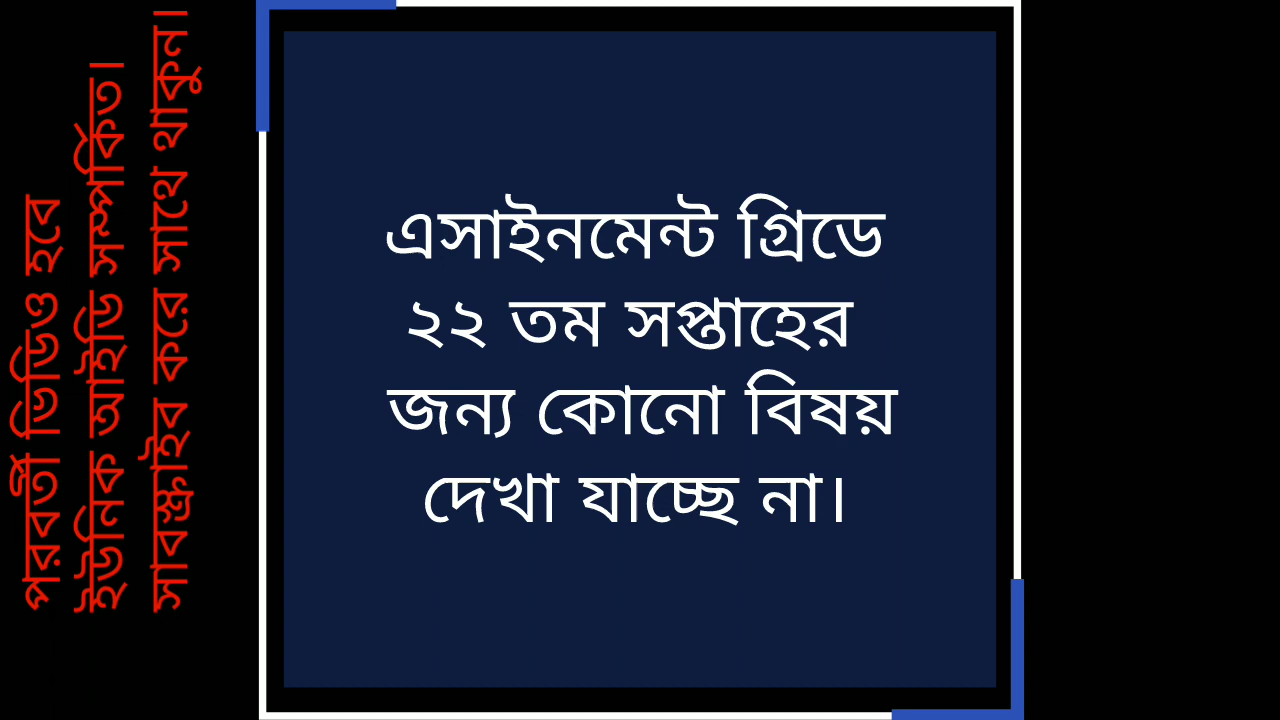 পরবর্তী ভিডিও হবে
ইউনিক আইডি সম্পর্কিত।
সাবস্ক্রাইব করে সাথে থাকুন।
এসাইনমেন্ট গ্রিডে
২২ তম সপ্তাহের
জন্য কোনো বিষয়
দেখা যাচ্ছে না।